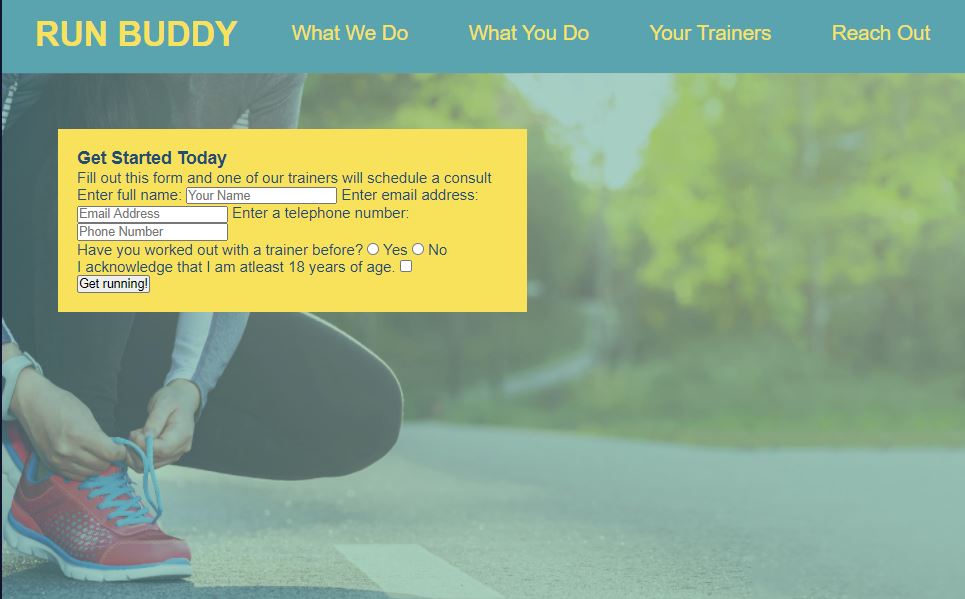 RUN BUDDY What We Do What You Do Your Trainers Reach Out
Get Started Today
Fill out this form and one of our trainers will schedule a consult
Enter full name: Your Name Enter email address:
Email Address Enter a telephone number:
Phone Number
Have you worked out with a trainer before? Yes No
I acknowledge that I am atleast 18 years of age.
Get running!